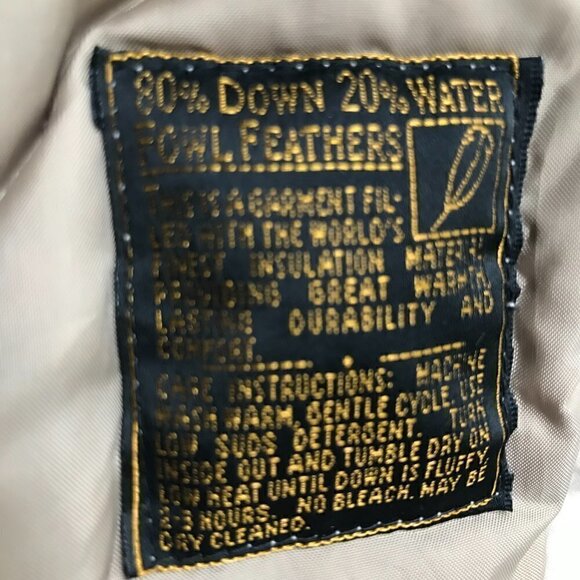 80% DOWN 20% WATER
FOWL FEATHERS
THIS IS A GARMENT FIL-
LED WITH THE WORLD'S
FINEST INSULATION MATERIAL
PROVIDING GREAT WARMTH,
LASTING DURABILITY AND
COMFORT.
CARE INSTRUCTIONS: MACHINE
WASH WARM, GENTLE CYCLE, USE
LOW SUDS DETERGENT. TURN
INSIDE OUT AND TUMBLE DRY ON
LOW HEAT UNTIL DOWN IS FLUFFY,
2-3 HOURS. NO BLEACH. MAY BE
DRY CLEANED.